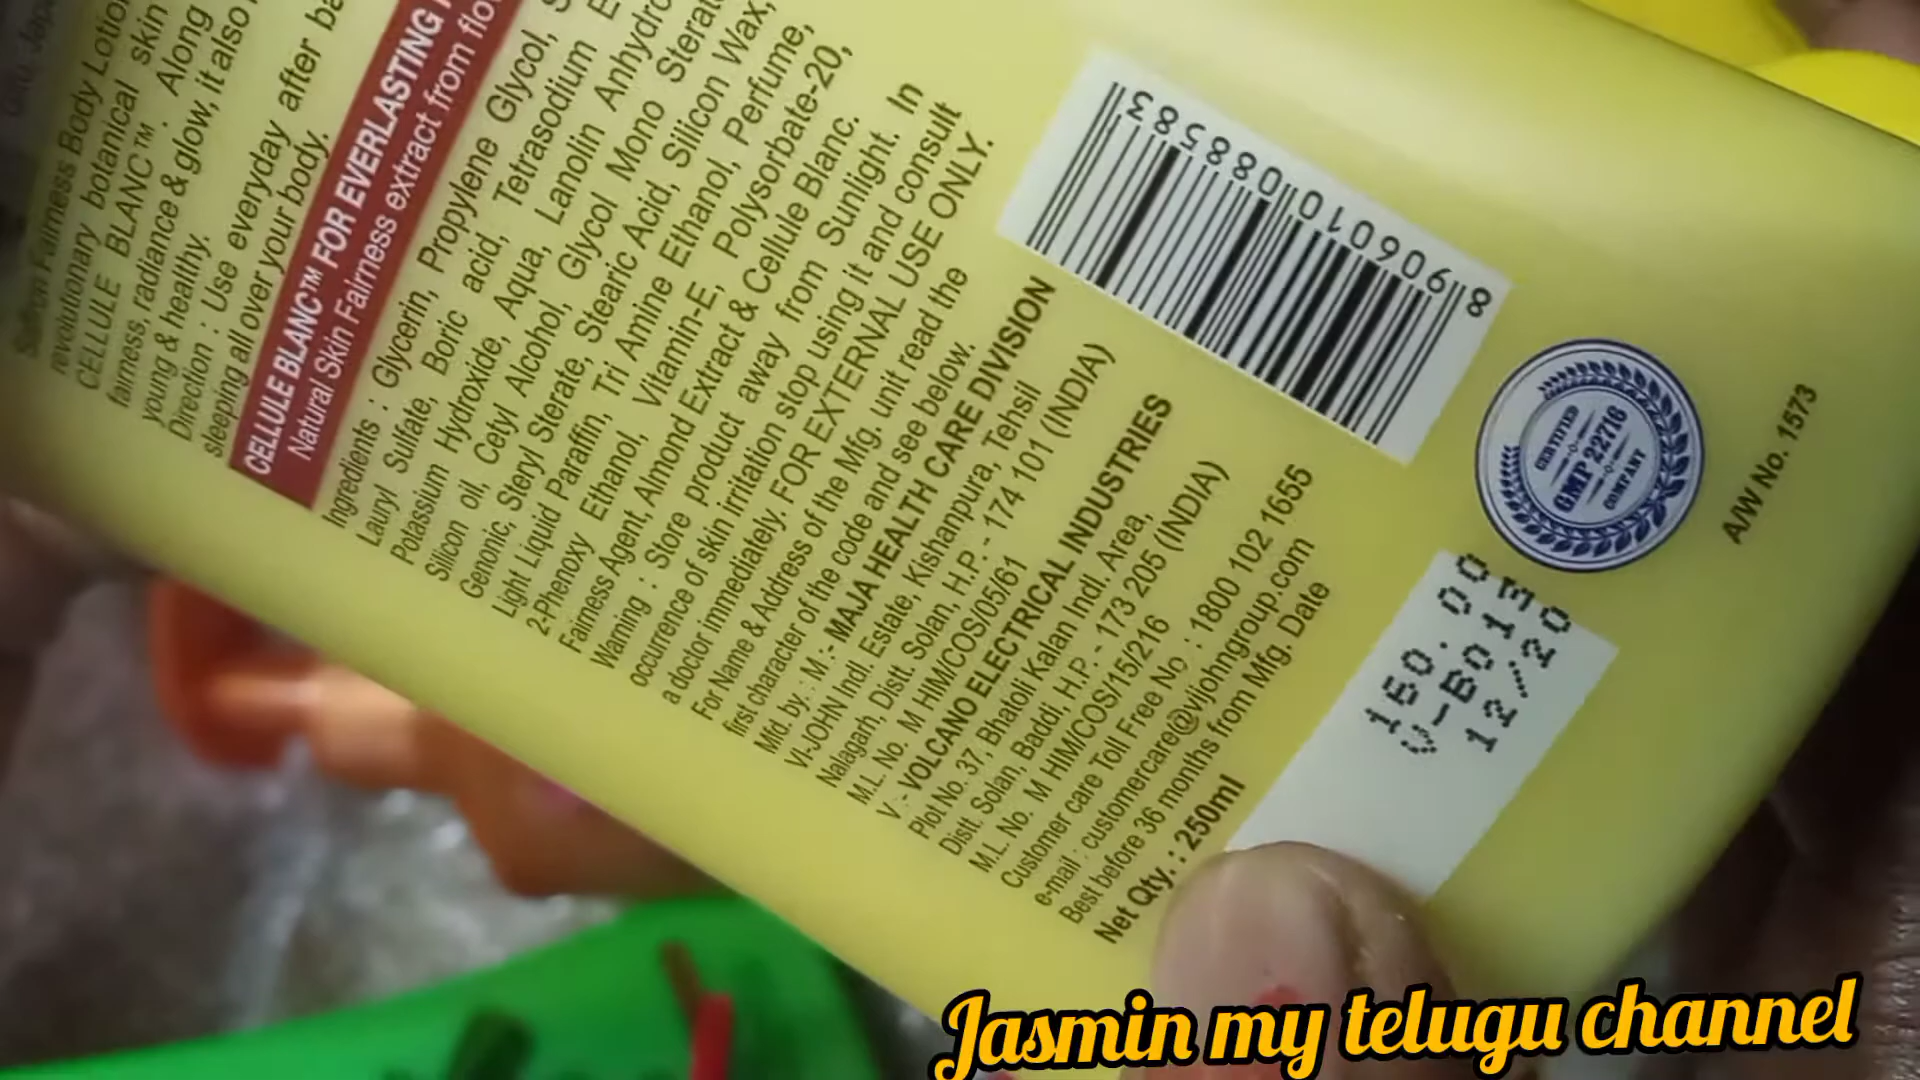 Saffron Fairness Body Lotion
revolutionary botanical skin
CELLULE BLANC™. Along
fairness, radiance & glow, it also
young & healthy.
Direction : Use everyday after
sleeping all over your body.
CELLULE BLANC™ FOR EVERLASTING
Natural Skin Fairness extract from
Ingredients : Glycerin, Propylene Glycol,
Lauryl Sulfate, Boric acid, Tetrasodium
Potassium Hydroxide, Aqua, Lanolin
Silicon oil, Cetyl Alcohol, Glycol Mono
Genonic, Steryl Sterate, Stearic Acid, Silicon Wax,
Light Liquid Paraffin, Tri Amine Ethanol, Perfume,
2-Phenoxy Ethanol, Vitamin-E, Polysorbate-20,
Fairness Agent, Almond Extract & Cellule Blanc.
Warning : Store product away from Sunlight. In
occurrence of skin irritation stop using it and consult
a doctor immediately. FOR EXTERNAL USE ONLY.
For Name & Address of the Mfg. unit read the
first character of the code and see below.
Mfd. by. : M.:- MAJA HEALTH CARE DIVISION
VI-JOHN Indl. Estate, Kishanpura, Tehsil
Nalagarh, Distt. Solan, H.P. - 174 101 (INDIA)
M.L. No. M HIM/COS/05/61
V :- VOLCANO ELECTRICAL INDUSTRIES
Plot No. 37, Bhatoli Kalan Indl. Area,
Distt. Solan, Baddi, H.P. - 173 205 (INDIA)
M.L. No. M HIM/COS/15/216
Customer care Toll Free No : 1800 102 1655
e-mail : customercare@vijohngroup.com
Best before 36 months from Mfg. Date
Net Qty. : 250ml
8906010088583
CERTIFIED
GMP 22716
COMPANY
A/W No. 1573
160.00
V-B013
12/20
Jasmin my telugu channel